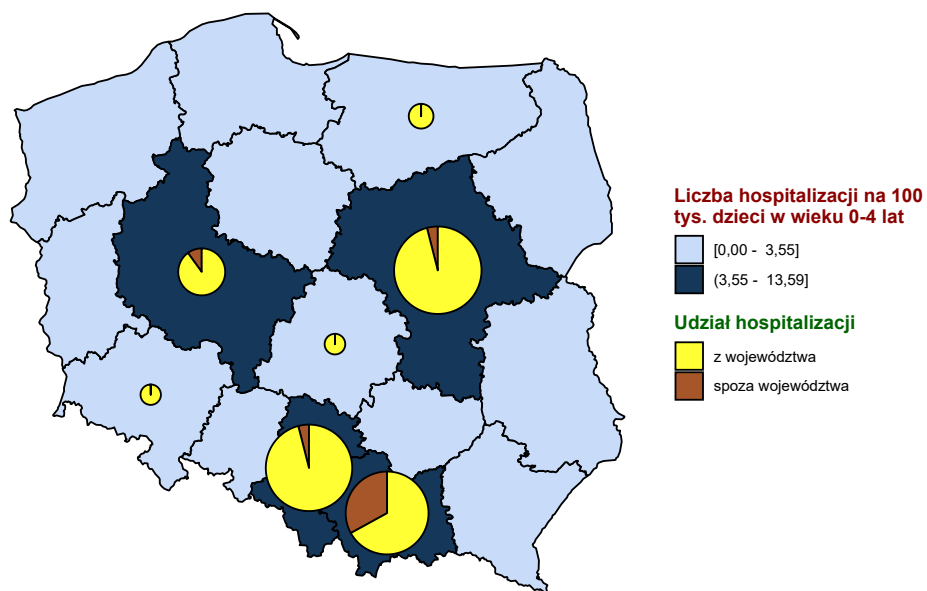 Liczba hospitalizacji na 100
tys. dzieci w wieku 0-4 lat
[0,00 - 3,55]
(3,55 - 13,59]
Udział hospitalizacji
z województwa
spoza województwa